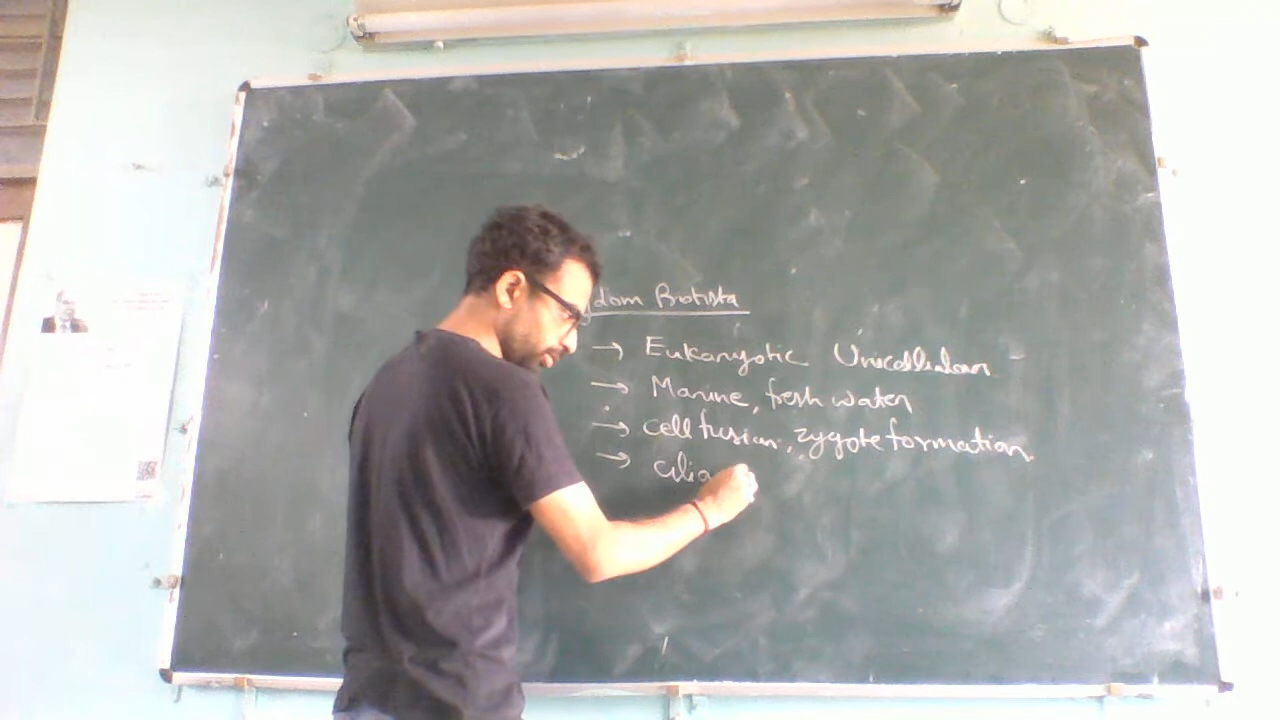 dom Protista
→ Eukaryotic Unicellular
→ Marine, fresh water
→ Cell fusion, zygote formation
→ Cilia